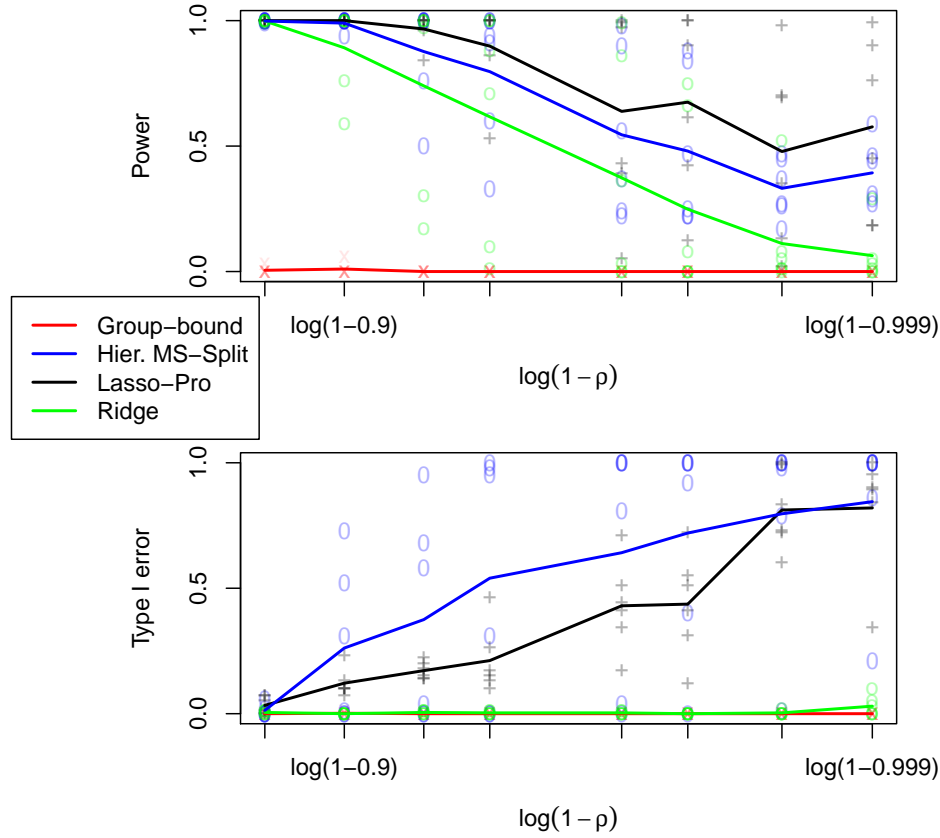 1.0
0.5
0.0
Power
log(1−0.9)
log(1−0.999)
log(1 − ρ)
Group−bound
Hier. MS−Split
Lasso−Pro
Ridge
1.0
0.5
0.0
Type I error
log(1−0.9)
log(1−0.999)
log(1 − ρ)